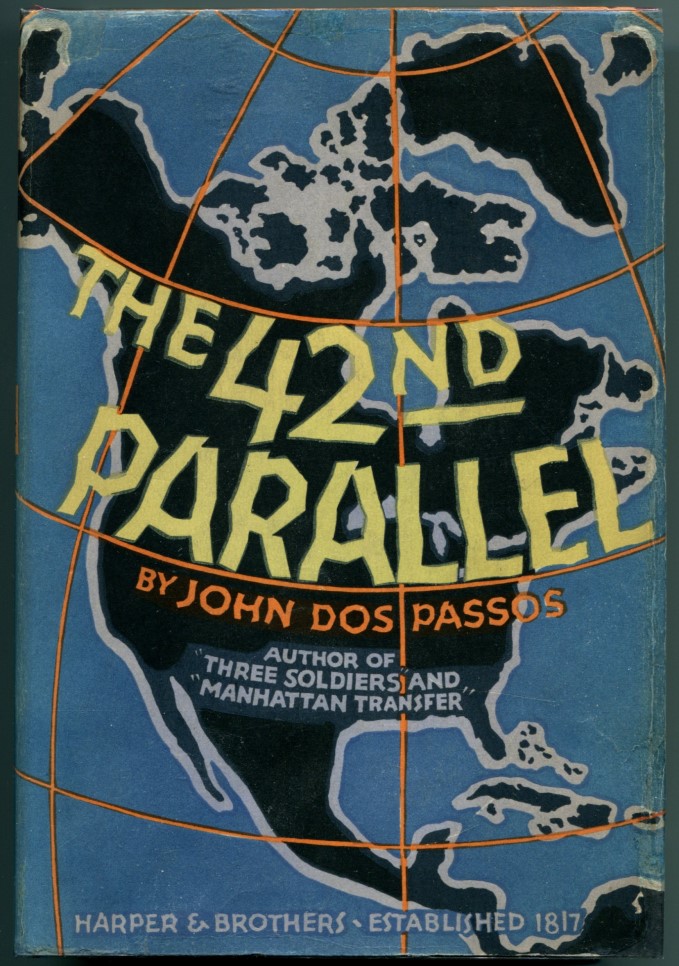 THE 42ND
PARALLEL
BY JOHN DOS PASSOS
AUTHOR OF
"THREE SOLDIERS" AND
"MANHATTAN TRANSFER"
HARPER & BROTHERS - ESTABLISHED 1817